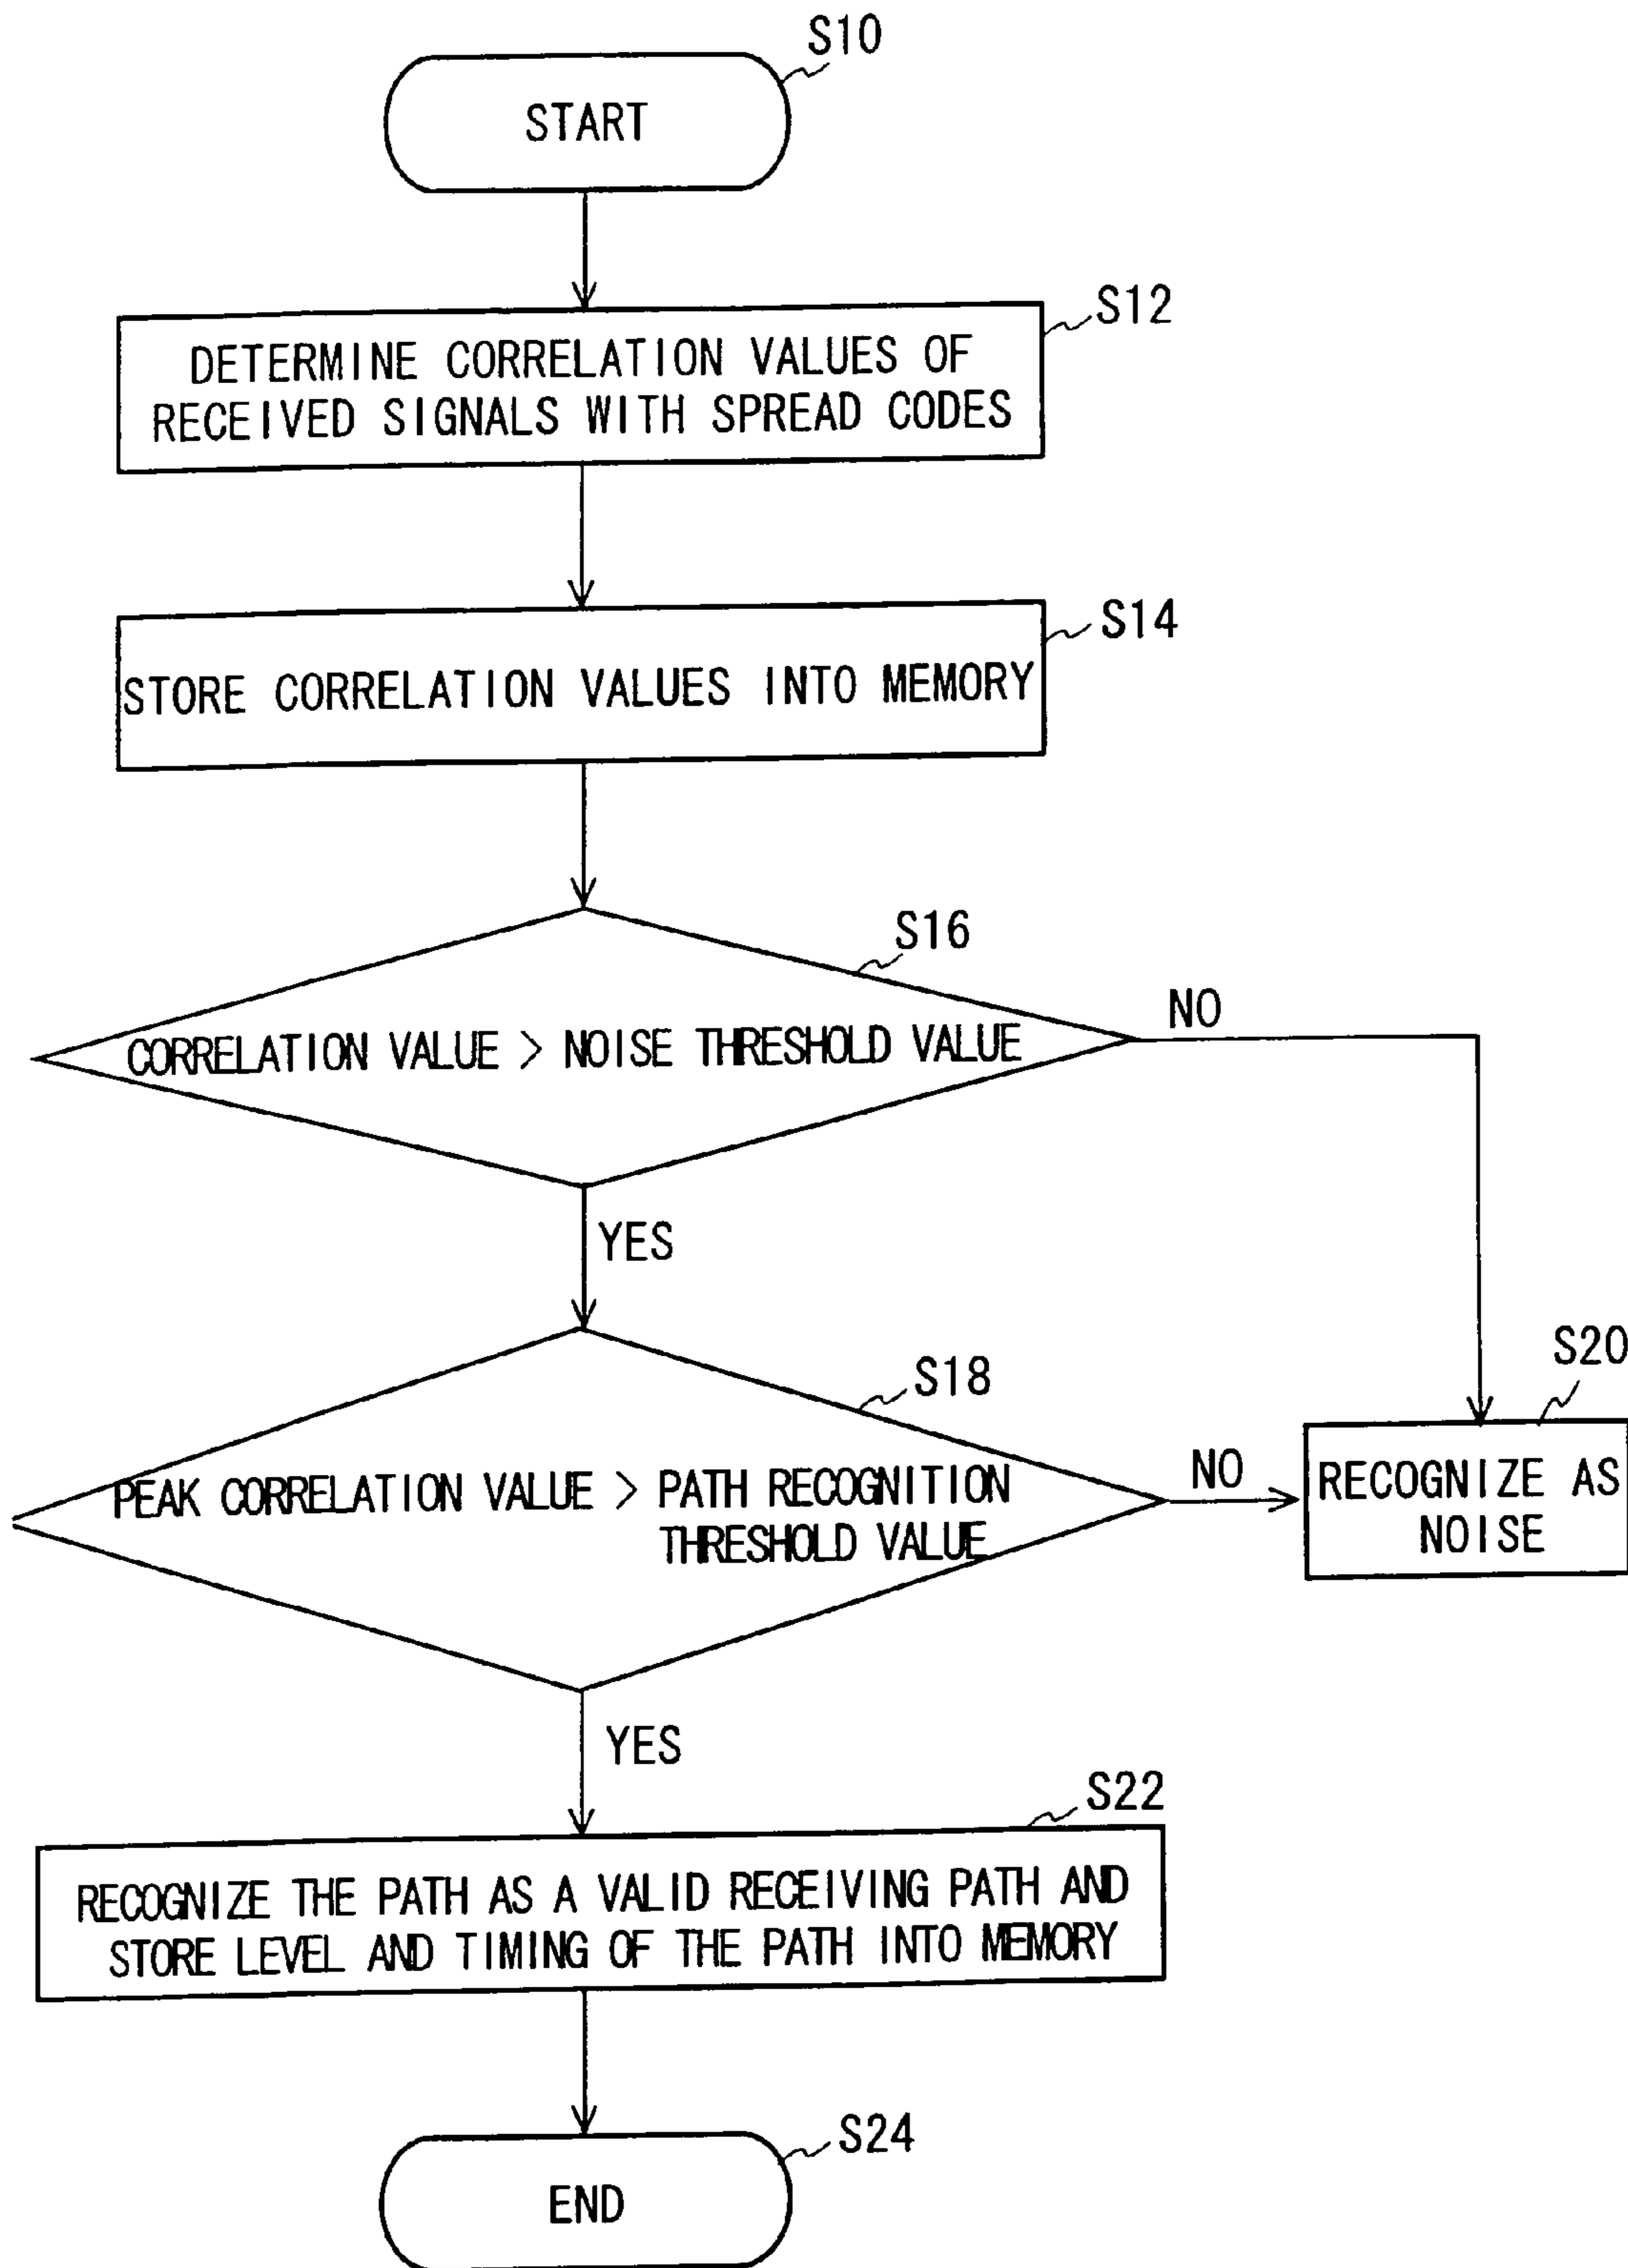 S10
START
S12
DETERMINE CORRELATION VALUES OF
RECEIVED SIGNALS WITH SPREAD CODES
S14
STORE CORRELATION VALUES INTO MEMORY
S16
CORRELATION VALUE > NOISE THRESHOLD VALUE
NO
YES
S18
PEAK CORRELATION VALUE > PATH RECOGNITION
THRESHOLD VALUE
NO
S20
RECOGNIZE AS
NOISE
YES
S22
RECOGNIZE THE PATH AS A VALID RECEIVING PATH AND
STORE LEVEL AND TIMING OF THE PATH INTO MEMORY
S24
END